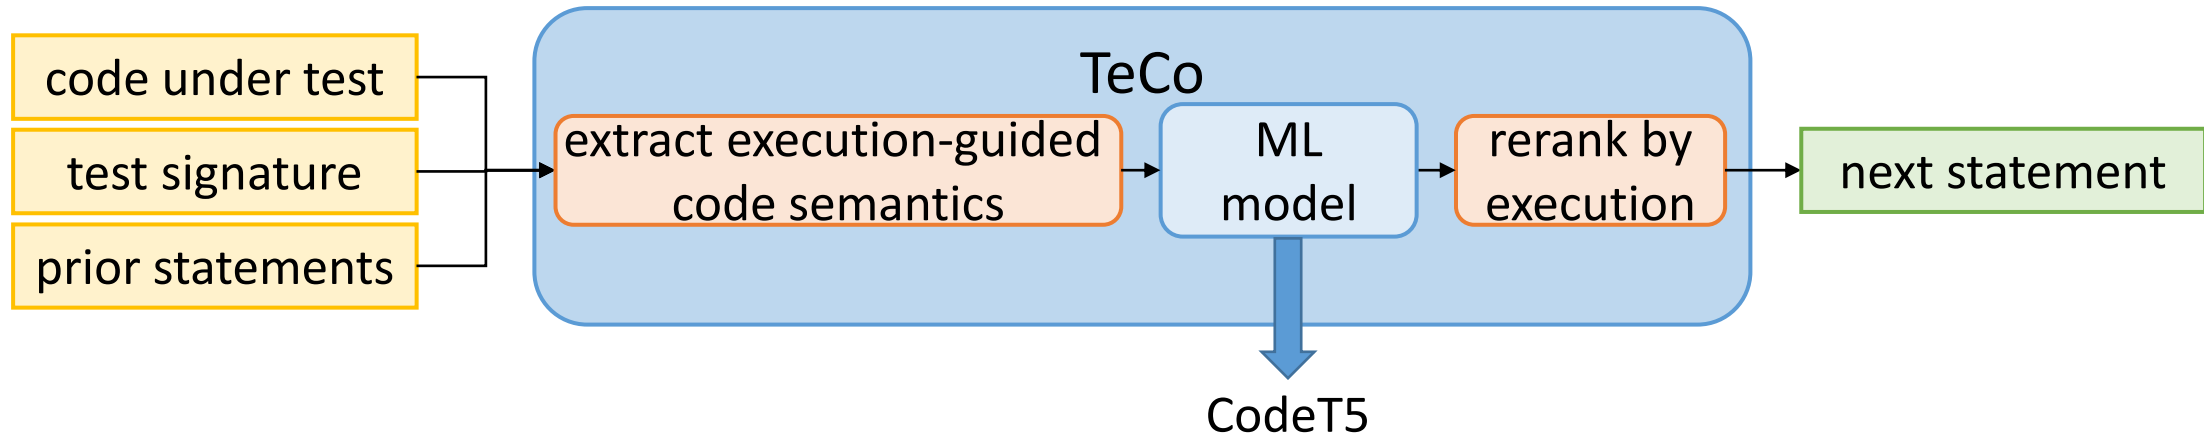 code under test
test signature
prior statements
TeCo
extract execution-guided
code semantics
ML
model
rerank by
execution
next statement
CodeT5